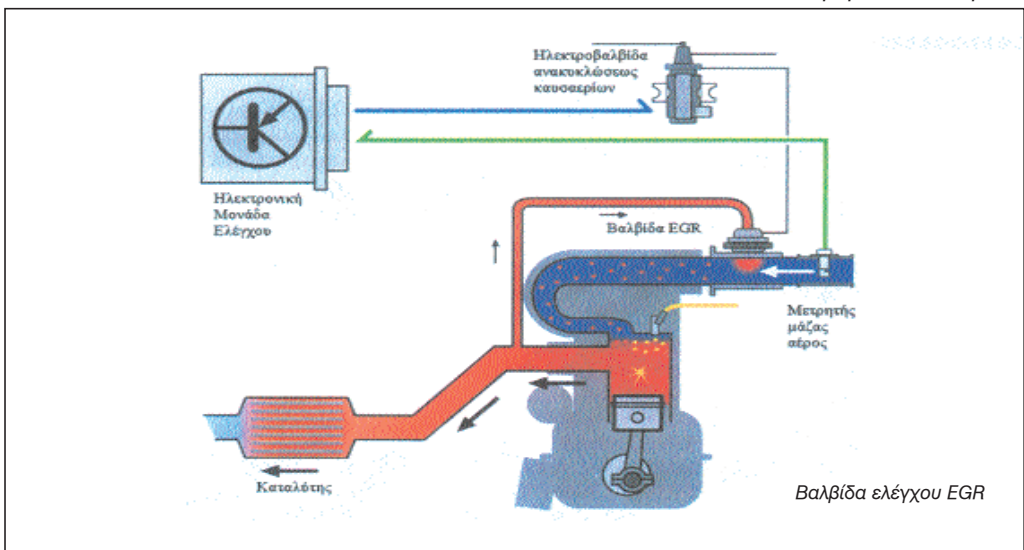 Ηλεκτροβαλβίδα
ανακυκλώσεως
καυσαερίων
Ηλεκτρονική
Μονάδα
Ελέγχου
Βαλβίδα EGR
Μετρητής
μάζας
αέρος
Καταλύτης
Βαλβίδα ελέγχου EGR